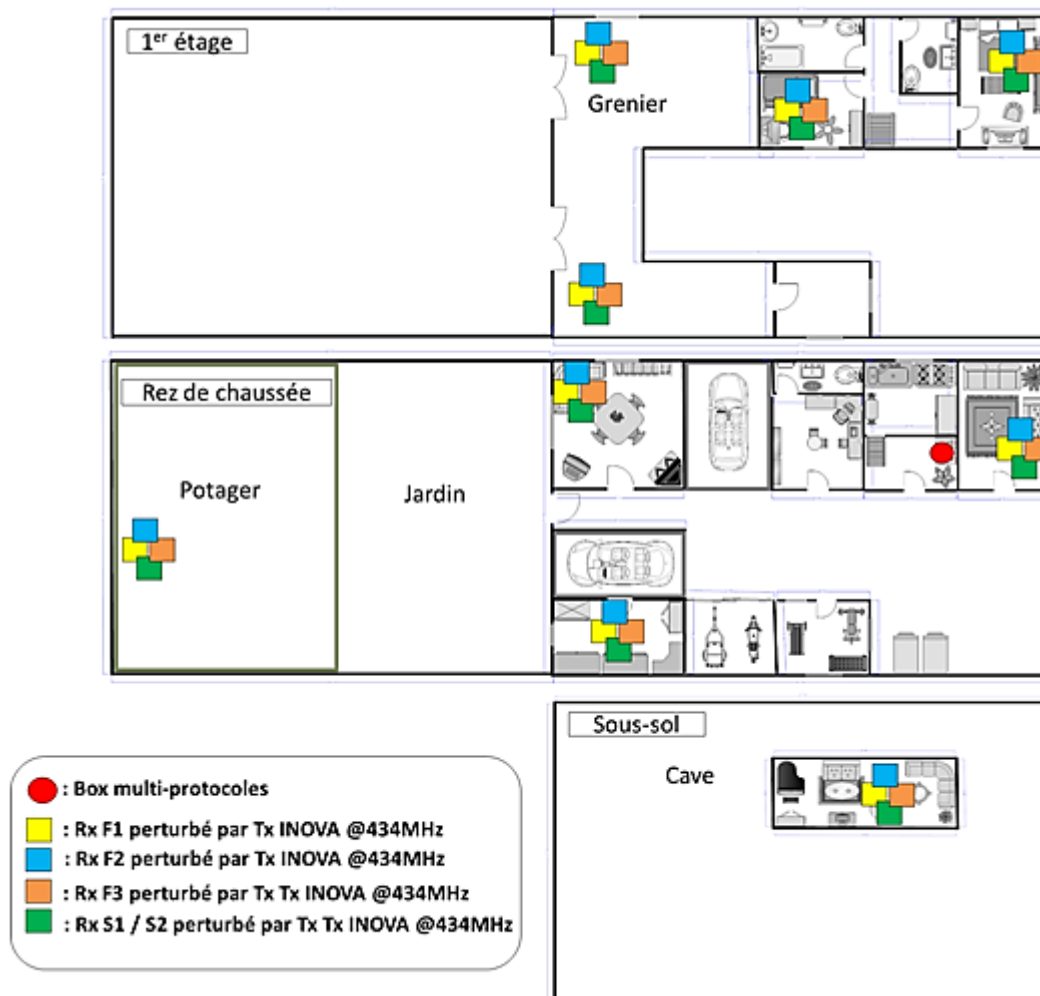 1er étage
Grenier
Rez de chaussée
Potager
Jardin
Sous-sol
Cave
: Box multi-protocoles
: Rx F1 perturbé par Tx INOVA @434MHz
: Rx F2 perturbé par Tx INOVA @434MHz
: Rx F3 perturbé par Tx Tx INOVA @434MHz
: Rx S1 / S2 perturbé par Tx Tx INOVA @434MHz